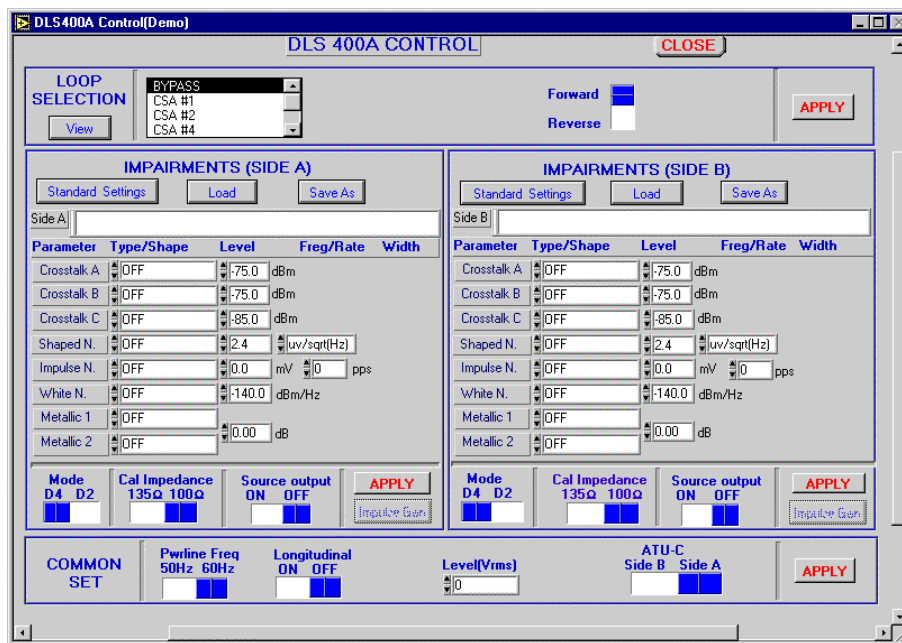 DLS400A Control(Demo)
DLS 400A CONTROL
CLOSE
LOOP SELECTION
View
BYPASS
CSA #1
CSA #2
CSA #4
Forward
Reverse
APPLY
IMPAIRMENTS (SIDE A)
Standard Settings Load Save As
Side A
Parameter Type/Shape Level Freg/Rate Width
Crosstalk A OFF -75.0 dBm
Crosstalk B OFF -75.0 dBm
Crosstalk C OFF -85.0 dBm
Shaped N. OFF 2.4 uv/sqrt(Hz)
Impulse N. OFF 0.0 mV 0 pps
White N. OFF -140.0 dBm/Hz
Metallic 1 OFF
0.00 dB
Metallic 2 OFF
Mode
D4 D2
Cal Impedance
135Ω 100Ω
Source output
ON OFF
APPLY
Impulse Gen
IMPAIRMENTS (SIDE B)
Standard Settings Load Save As
Side B
Parameter Type/Shape Level Freg/Rate Width
Crosstalk A OFF -75.0 dBm
Crosstalk B OFF -75.0 dBm
Crosstalk C OFF -85.0 dBm
Shaped N. OFF 2.4 uv/sqrt(Hz)
Impulse N. OFF 0.0 mV 0 pps
White N. OFF -140.0 dBm/Hz
Metallic 1 OFF
0.00 dB
Metallic 2 OFF
Mode
D4 D2
Cal Impedance
135Ω 100Ω
Source output
ON OFF
APPLY
Impulse Gen
COMMON SET
Pwrline Freq
50Hz 60Hz
Longitudinal
ON OFF
Level(Vrms)
0
ATU-C
Side B Side A
APPLY